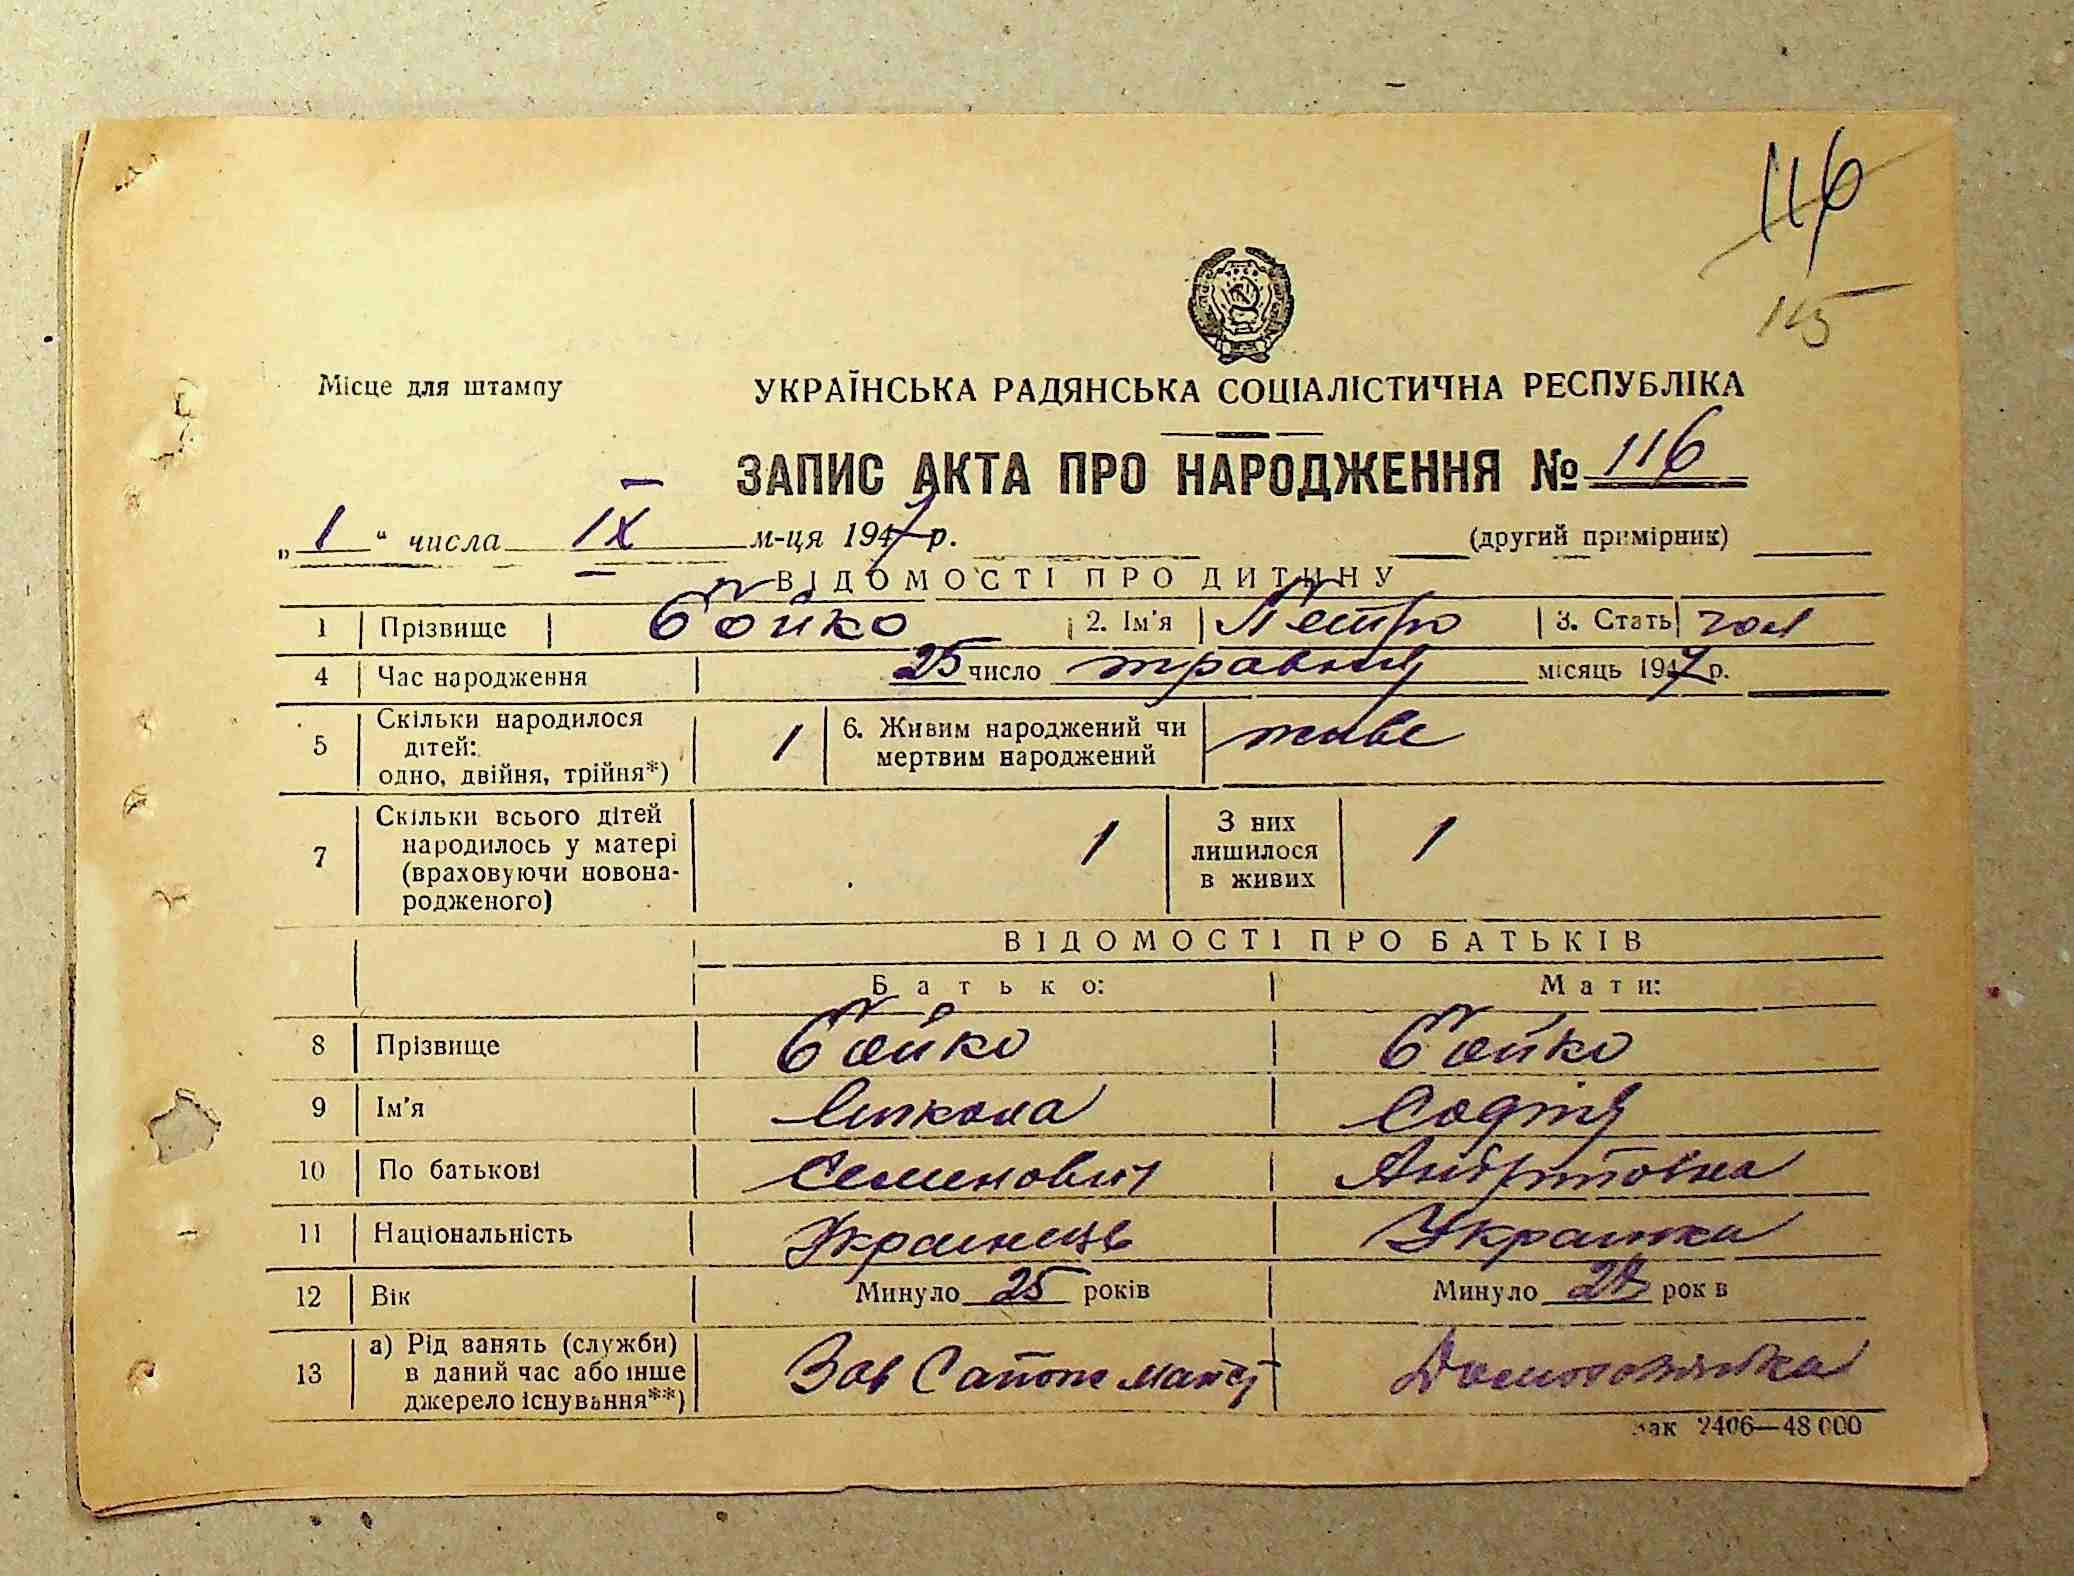 116
115
Місце для штампу
УКРАЇНСЬКА РАДЯНСЬКА СОЦІАЛІСТИЧНА РЕСПУБЛІКА
ЗАПИС АКТА ПРО НАРОДЖЕННЯ № 116
„ 1 “ числа IX м-ця 1947 р. (другий примірник)
ВІДОМОСТІ ПРО ДИТИНУ
1 Прізвище Бойко 2. Ім'я Петро 3. Стать чол
4 Час народження 25 число травня місяць 1947 р.
5 Скільки народилося дітей: одно, двійня, трійня*) 1 6. Живим народжений чи мертвим народжений живе
7 Скільки всього дітей народилось у матері (враховуючи новонародженого) 1 З них лишилося в живих 1
ВІДОМОСТІ ПРО БАТЬКІВ
Батько: Мати:
8 Прізвище Бойко Бойко
9 Ім'я Микола Софія
10 По батькові Семенович
11 Національність Українець Українка
12 Вік Минуло 25 років Минуло рок в
13 а) Рід занять (служби) в даний час або інше джерело існування**) Зав Сапож майст Домогосвятка
Зак 2406—48 000